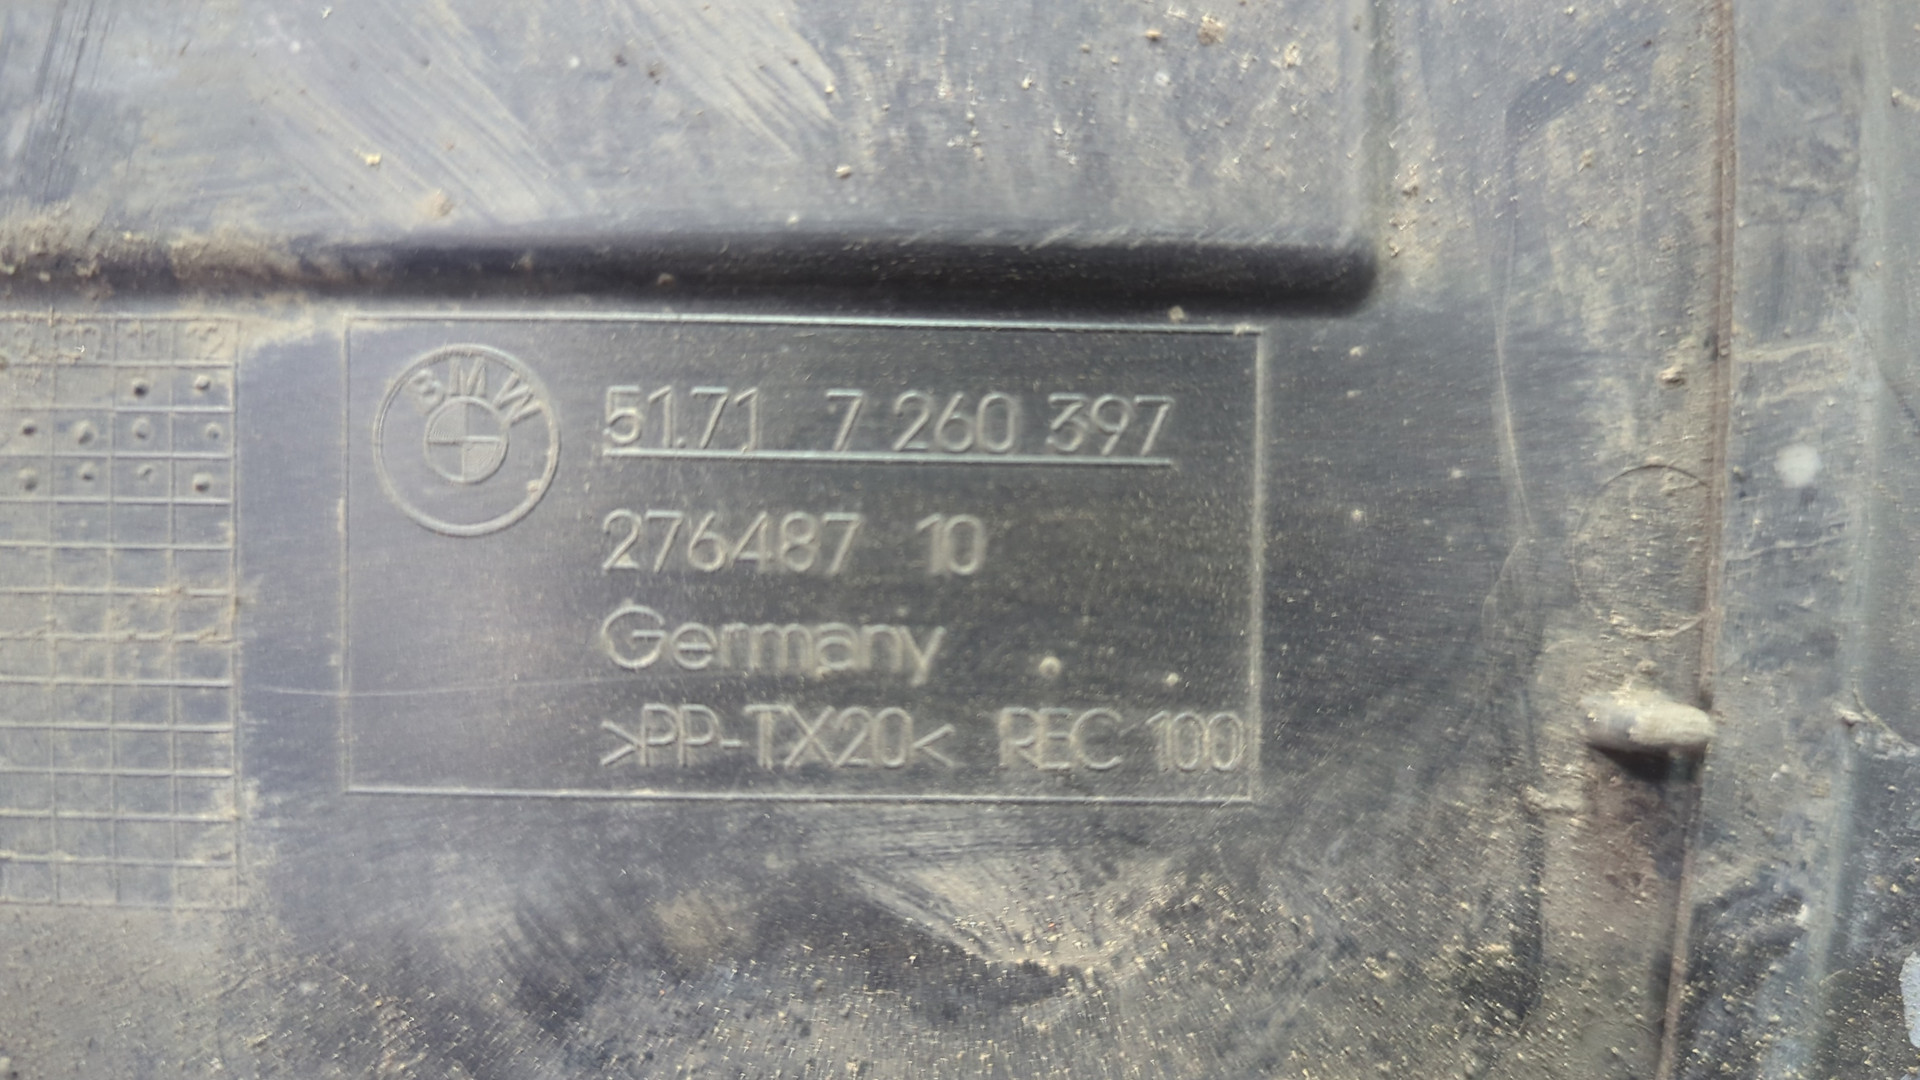 BMW
51.71 7 260 397
276487 10
Germany
>PP-TX20< REC 100